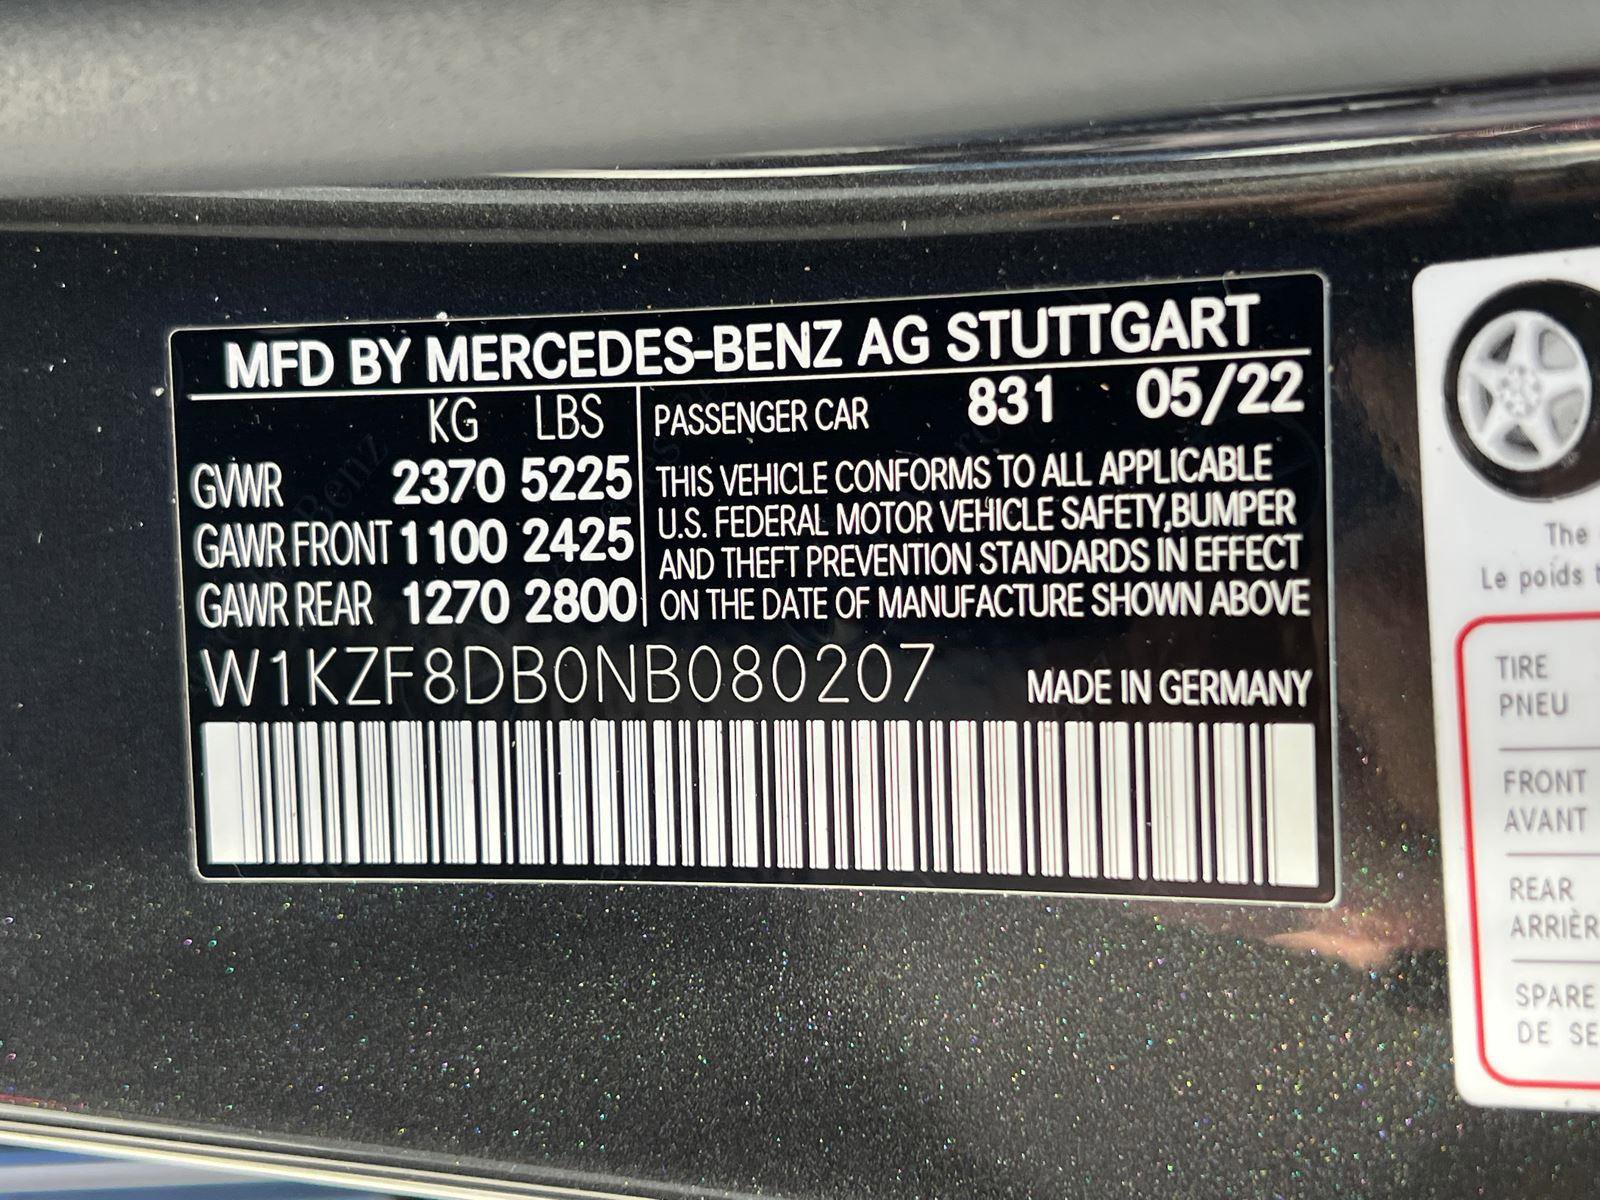 MFD BY MERCEDES-BENZ AG STUTTGART
KG LBS
GVWR 2370 5225
GAWR FRONT 1100 2425
GAWR REAR 1270 2800
PASSENGER CAR 831 05/22
THIS VEHICLE CONFORMS TO ALL APPLICABLE
U.S. FEDERAL MOTOR VEHICLE SAFETY,BUMPER
AND THEFT PREVENTION STANDARDS IN EFFECT
ON THE DATE OF MANUFACTURE SHOWN ABOVE
W1KZF8DB0NB080207
MADE IN GERMANY
The
Le poids
TIRE
PNEU
FRONT
AVANT
REAR
ARRIÈR
SPARE
DE SE